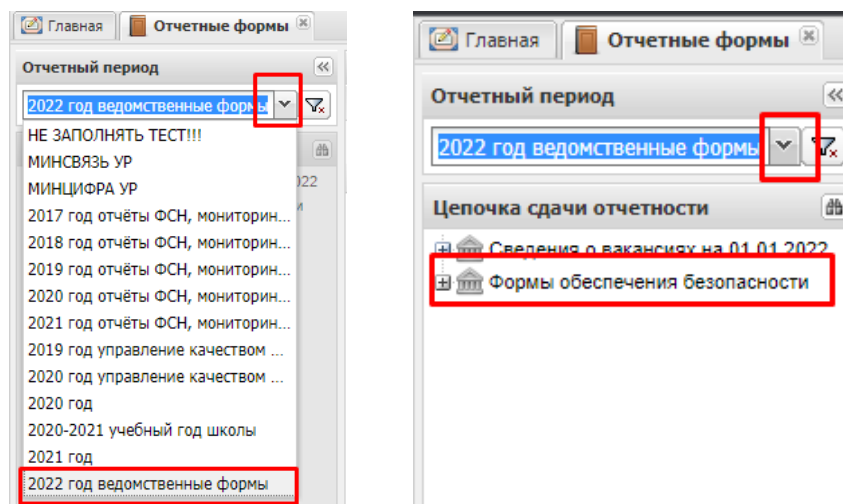 Главная
Отчетные формы
Отчетный период
2022 год ведомственные формы
НЕ ЗАПОЛНЯТЬ ТЕСТ!!!
МИНСВЯЗЬ УР
МИНЦИФРА УР
2017 год отчёты ФСН, мониторин...
2018 год отчёты ФСН, мониторин...
2019 год отчёты ФСН, мониторин...
2020 год отчёты ФСН, мониторин...
2021 год отчёты ФСН, мониторин...
2019 год управление качеством ...
2020 год управление качеством ...
2020 год
2020-2021 учебный год школы
2021 год
2022 год ведомственные формы
Главная
Отчетные формы
Отчетный период
2022 год ведомственные формы
Цепочка сдачи отчетности
Сведения о вакансиях на 01.01.2022
Формы обеспечения безопасности